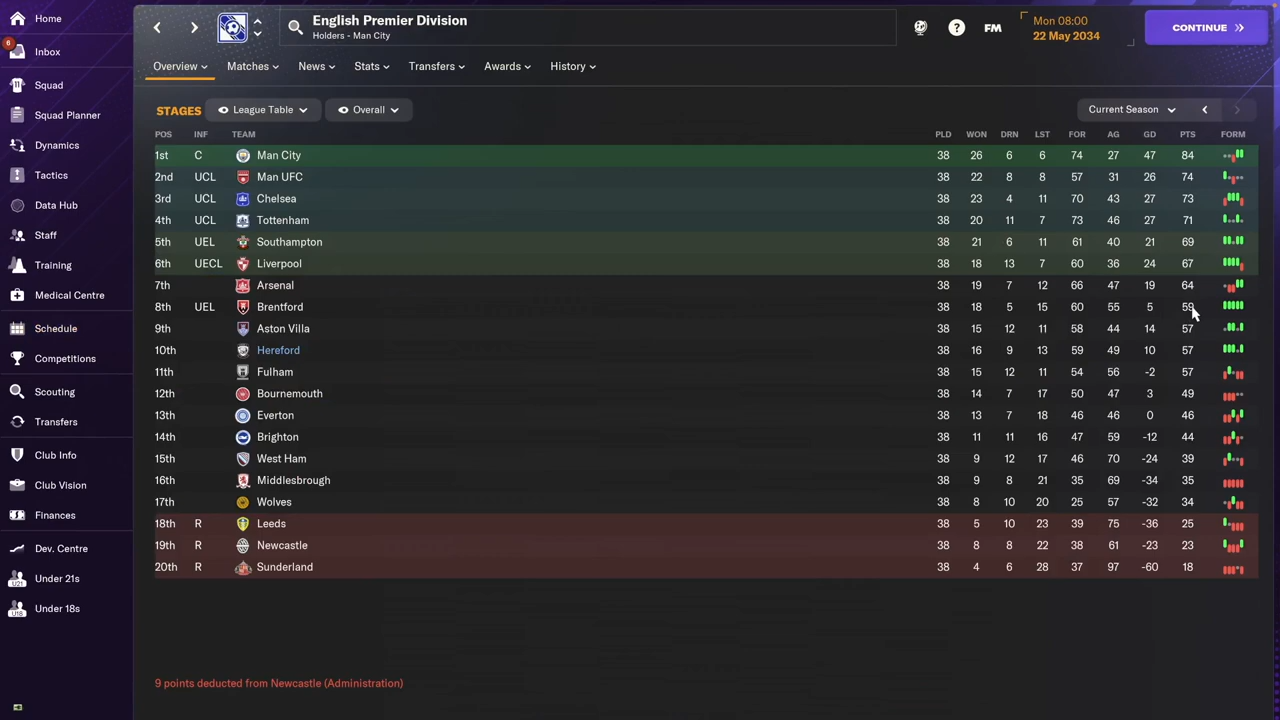 Home
6
Inbox
Squad
Squad Planner
Dynamics
Tactics
Data Hub
Staff
Training
Medical Centre
Schedule
Competitions
Scouting
Transfers
Club Info
Club Vision
Finances
Dev. Centre
U21 Under 21s
U18 Under 18s
English Premier Division
Holders - Man City
? FM
Mon 08:00
22 May 2034
CONTINUE
Overview Matches News Stats Transfers Awards History
STAGES League Table Overall Current Season
POS INF TEAM PLD WON DRN LST FOR AG GD PTS FORM
1st C Man City 38 26 6 6 74 27 47 84
2nd UCL Man UFC 38 22 8 8 57 31 26 74
3rd UCL Chelsea 38 23 4 11 70 43 27 73
4th UCL Tottenham 38 20 11 7 73 46 27 71
5th UEL Southampton 38 21 6 11 61 40 21 69
6th UECL Liverpool 38 18 13 7 60 36 24 67
7th Arsenal 38 19 7 12 66 47 19 64
8th UEL Brentford 38 18 5 15 60 55 5 59
9th Aston Villa 38 15 12 11 58 44 14 57
10th Hereford 38 16 9 13 59 49 10 57
11th Fulham 38 15 12 11 54 56 -2 57
12th Bournemouth 38 14 7 17 50 47 3 49
13th Everton 38 13 7 18 46 46 0 46
14th Brighton 38 11 11 16 47 59 -12 44
15th West Ham 38 9 12 17 46 70 -24 39
16th Middlesbrough 38 9 8 21 35 69 -34 35
17th Wolves 38 8 10 20 25 57 -32 34
18th R Leeds 38 5 10 23 39 75 -36 25
19th R Newcastle 38 8 8 22 38 61 -23 23
20th R Sunderland 38 4 6 28 37 97 -60 18
9 points deducted from Newcastle (Administration)